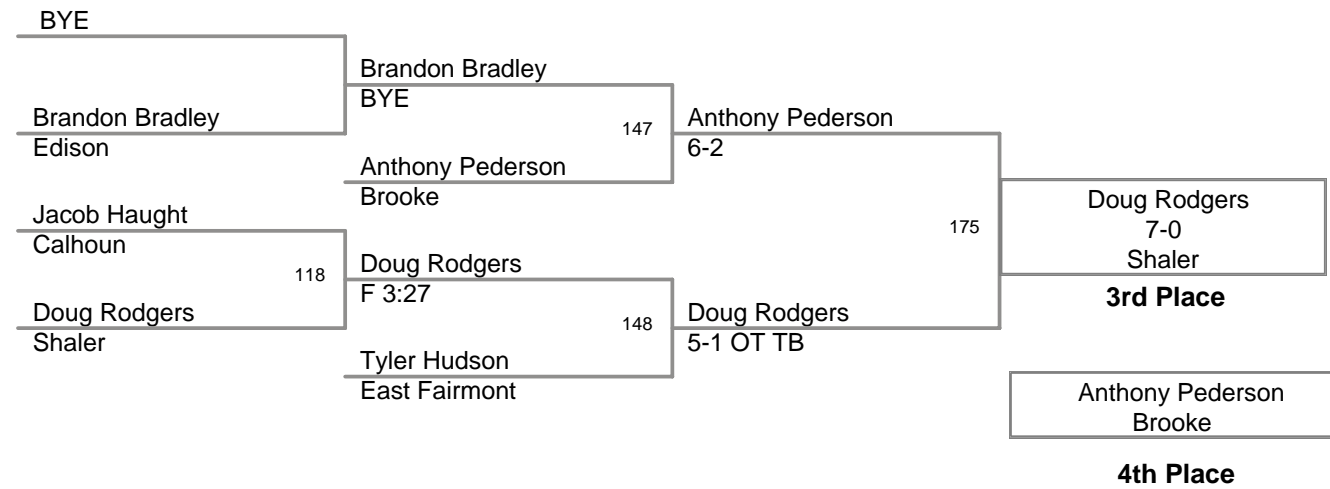 BYE
Brandon Bradley
Edison
Jacob Haught
Calhoun
118
Doug Rodgers
Shaler
Brandon Bradley
BYE
147
Anthony Pederson
Brooke
Doug Rodgers
F 3:27
148
Tyler Hudson
East Fairmont
Anthony Pederson
6-2
175
Doug Rodgers
5-1 OT TB
Doug Rodgers
7-0
Shaler
3rd Place
Anthony Pederson
Brooke
4th Place